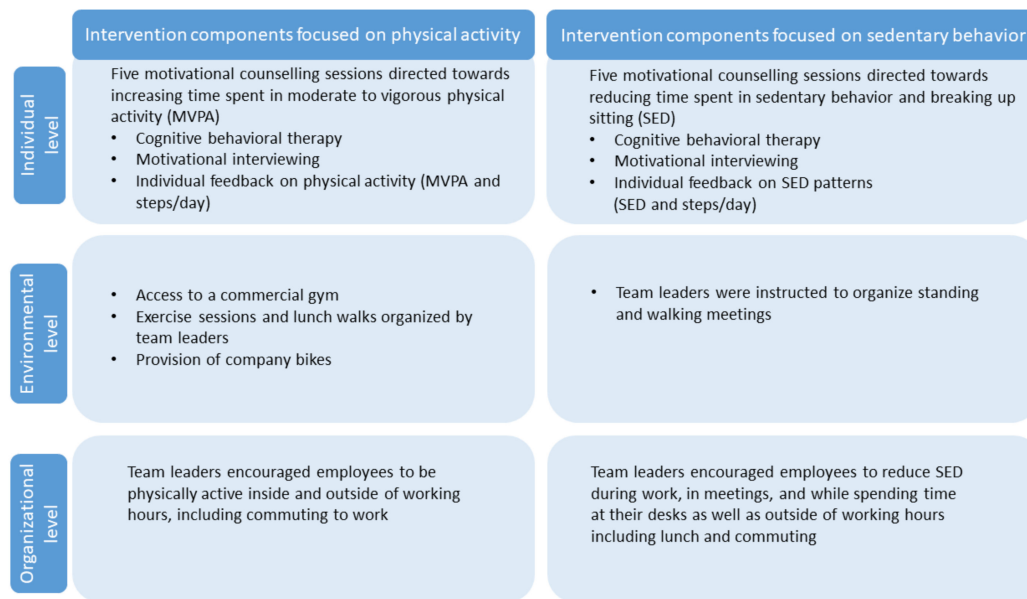 Intervention components focused on physical activity
Intervention components focused on sedentary behavior
Individual
level
Five motivational counselling sessions directed towards
increasing time spent in moderate to vigorous physical
activity (MVPA)
• Cognitive behavioral therapy
• Motivational interviewing
• Individual feedback on physical activity (MVPA and
steps/day)
Five motivational counselling sessions directed towards
reducing time spent in sedentary behavior and breaking up
sitting (SED)
• Cognitive behavioral therapy
• Motivational interviewing
• Individual feedback on SED patterns
(SED and steps/day)
Environmental
level
• Access to a commercial gym
• Exercise sessions and lunch walks organized by
team leaders
• Provision of company bikes
• Team leaders were instructed to organize standing
and walking meetings
Organizational
level
Team leaders encouraged employees to be
physically active inside and outside of working
hours, including commuting to work
Team leaders encouraged employees to reduce SED
during work, in meetings, and while spending time
at their desks as well as outside of working hours
including lunch and commuting